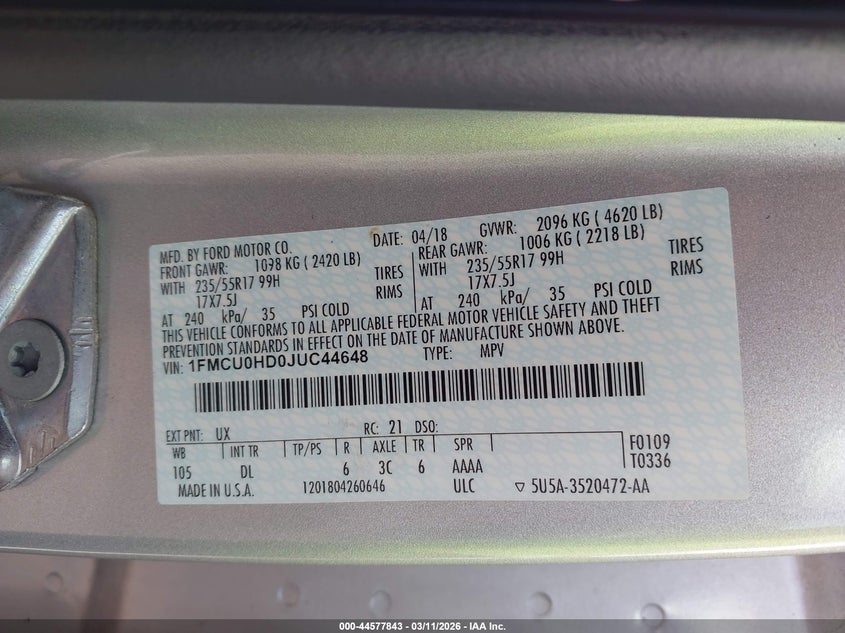 MFD. BY FORD MOTOR CO.
DATE: 04/18
GVWR: 2096 KG ( 4620 LB)
FRONT GAWR: 1098 KG ( 2420 LB)
REAR GAWR: 1006 KG ( 2218 LB)
WITH 235/55R17 99H TIRES
WITH 235/55R17 99H TIRES
17X7.5J RIMS
17X7.5J RIMS
AT 240 kPa/ 35 PSI COLD
AT 240 kPa/ 35 PSI COLD
THIS VEHICLE CONFORMS TO ALL APPLICABLE FEDERAL MOTOR VEHICLE SAFETY AND THEFT
PREVENTION STANDARDS IN EFFECT ON THE DATE OF MANUFACTURE SHOWN ABOVE.
VIN: 1FMCU0HD0JUC44648
TYPE: MPV
EXT PNT: UX RC: 21 DSO:
WB INT TR TP/PS R AXLE TR SPR F0109
105 DL 6 3C 6 AAAA T0336
MADE IN U.S.A. 1201804260646 ULC ▽ 5U5A-3520472-AA
000-44577843 - 03/11/2026 - IAA Inc.